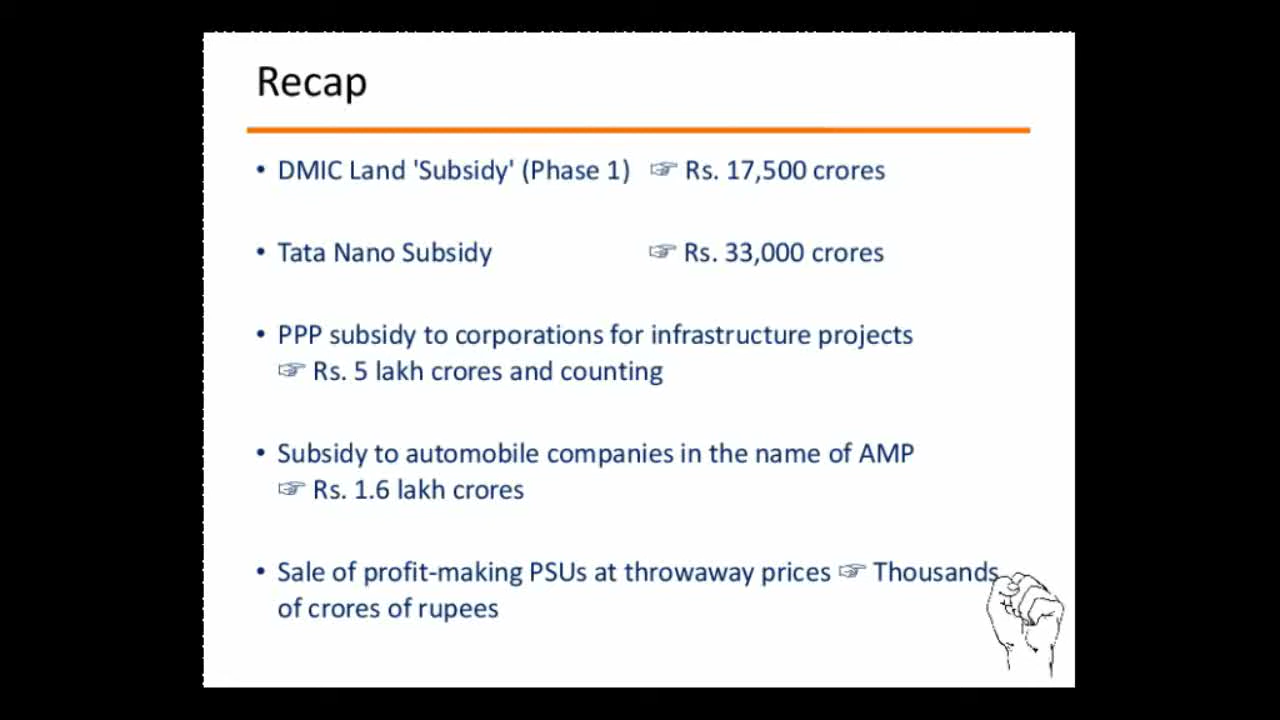 Recap
• DMIC Land 'Subsidy' (Phase 1) ☞ Rs. 17,500 crores
• Tata Nano Subsidy ☞ Rs. 33,000 crores
• PPP subsidy to corporations for infrastructure projects
☞ Rs. 5 lakh crores and counting
• Subsidy to automobile companies in the name of AMP
☞ Rs. 1.6 lakh crores
• Sale of profit-making PSUs at throwaway prices ☞ Thousands
of crores of rupees